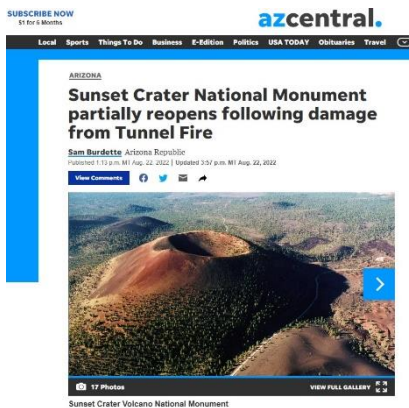 SUBSCRIBE NOW
$1 for 6 Months
azcentral.
Local Sports Things To Do Business E-Edition Politics USA TODAY Obituaries Travel
ARIZONA
Sunset Crater National Monument
partially reopens following damage
from Tunnel Fire
Sam Burdette Arizona Republic
Published 1:13 p.m. MT Aug. 22, 2022 | Updated 3:57 p.m. MT Aug. 22, 2022
View Comments
17 Photos
VIEW FULL GALLERY
Sunset Crater Volcano National Monument